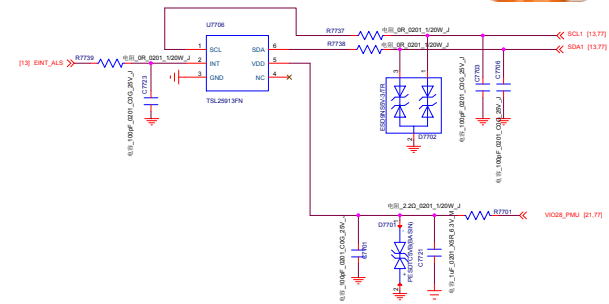 U7706
R7737
电阻_0R_0201_1/20W_J
SCL1 [13,77]
R7738
电阻_0R_0201_1/20W_J
SDA1 [13,77]
[13] EINT_ALS
R7739
电阻_0R_0201_1/20W_J
1
SCL
SDA
6
2
INT
VDD
5
3
GND
NC
4
TSL25913FN
C7723
电容_100pF_0201_C0G_25V_J
3
1
ESD9N5SV-3/TR
2
D7702
C7703
电容_100pF_0201_C0G_25V_J
C7706
电容_100pF_0201_C0G_25V_J
电阻_2.2Ω_0201_1/20W_J
R7701
VIO28_PMU [21,77]
D7701
1
PESDTC5VB(BASIN)
2
C7701
电容_100pF_0201_C0G_25V_J
C7721
电容_1uF_0201_X5R_6.3V_M